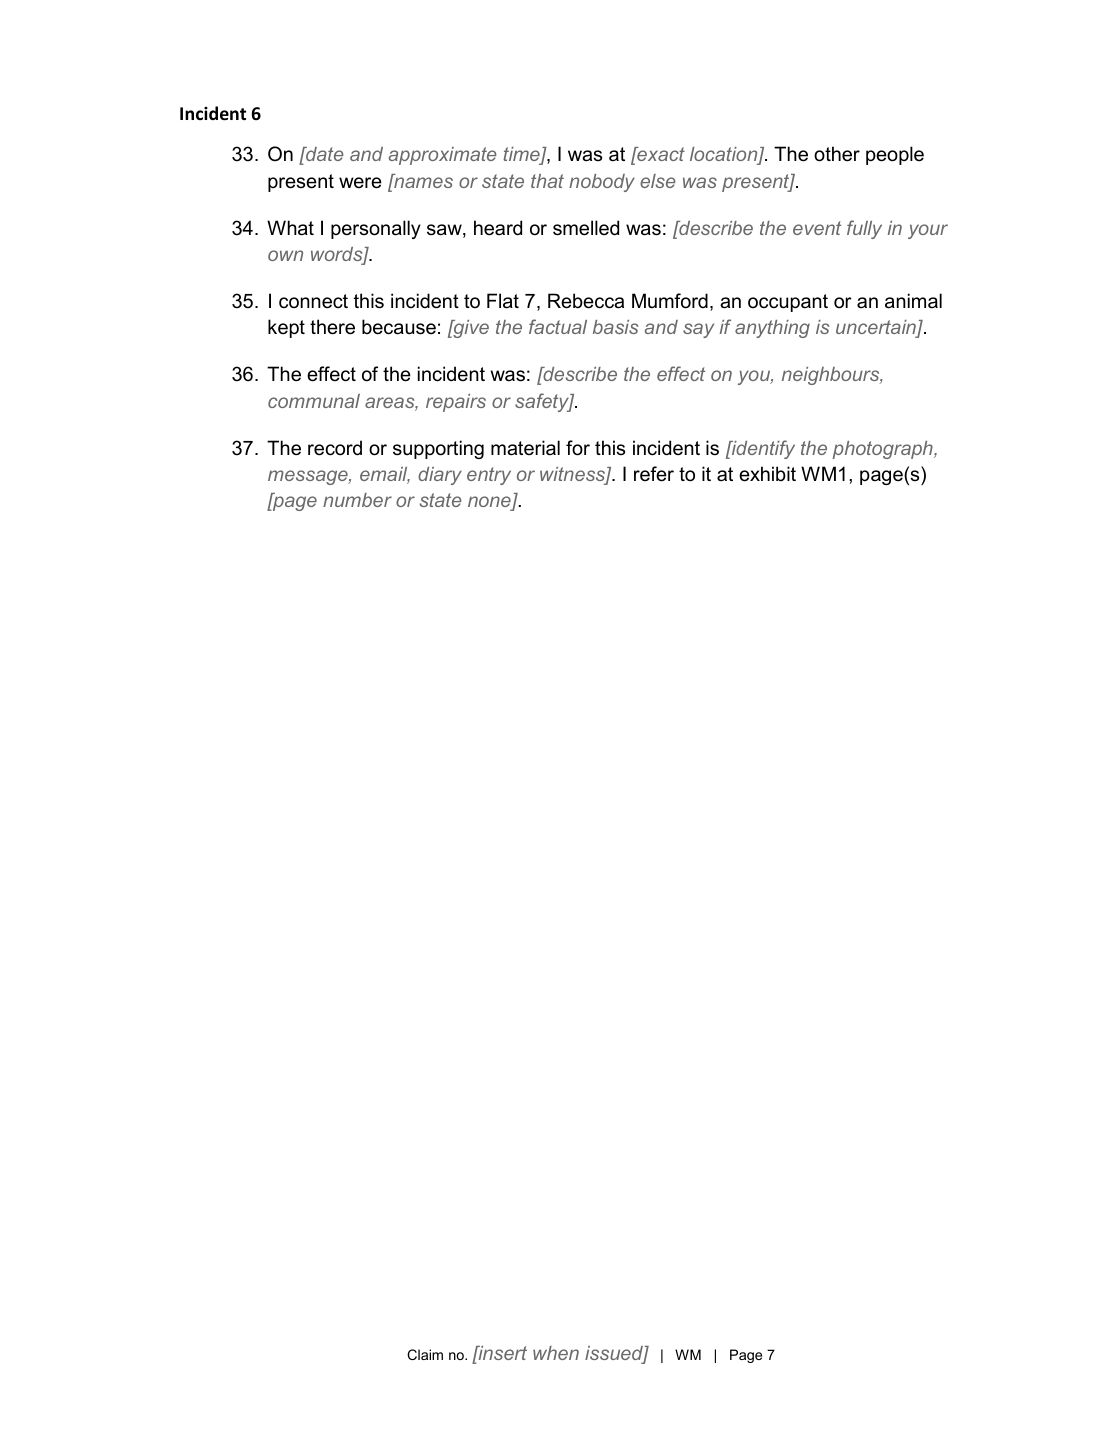 Incident 6
33. On [date and approximate time], I was at [exact location]. The other people
present were [names or state that nobody else was present].
34. What I personally saw, heard or smelled was: [describe the event fully in your
own words].
35. I connect this incident to Flat 7, Rebecca Mumford, an occupant or an animal
kept there because: [give the factual basis and say if anything is uncertain].
36. The effect of the incident was: [describe the effect on you, neighbours,
communal areas, repairs or safety].
37. The record or supporting material for this incident is [identify the photograph,
message, email, diary entry or witness]. I refer to it at exhibit WM1, page(s)
[page number or state none].
Claim no. [insert when issued] | WM | Page 7